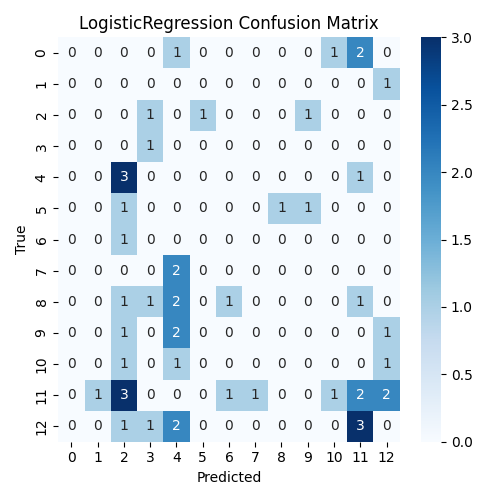 LogisticRegression Confusion Matrix
0 0 0 0 0 1 0 0 0 0 0 1 2 0
1 0 0 0 0 0 0 0 0 0 0 0 0 1
2 0 0 0 1 0 1 0 0 0 1 0 0 0
3 0 0 0 1 0 0 0 0 0 0 0 0 0
4 0 0 3 0 0 0 0 0 0 0 0 1 0
5 0 0 1 0 0 0 0 0 1 1 0 0 0
6 0 0 1 0 0 0 0 0 0 0 0 0 0
7 0 0 0 0 2 0 0 0 0 0 0 0 0
8 0 0 1 1 2 0 1 0 0 0 0 1 0
9 0 0 1 0 2 0 0 0 0 0 0 0 1
10 0 0 1 0 1 0 0 0 0 0 0 0 1
11 0 1 3 0 0 0 1 1 0 0 1 2 2
12 0 0 1 1 2 0 0 0 0 0 0 3 0
0 1 2 3 4 5 6 7 8 9 10 11 12
True
Predicted
3.0
2.5
2.0
1.5
1.0
0.5
0.0